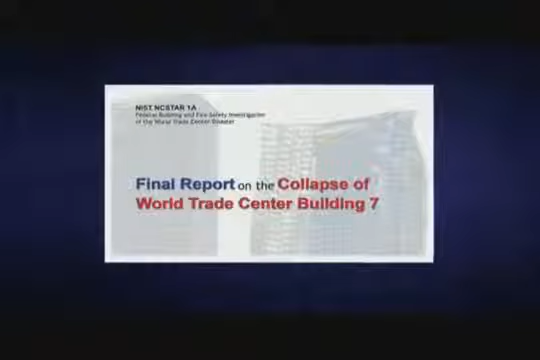 NIST NCSTAR 1A
Federal Building and Fire Safety Investigation
of the World Trade Center Disaster
Final Report on the Collapse of
World Trade Center Building 7